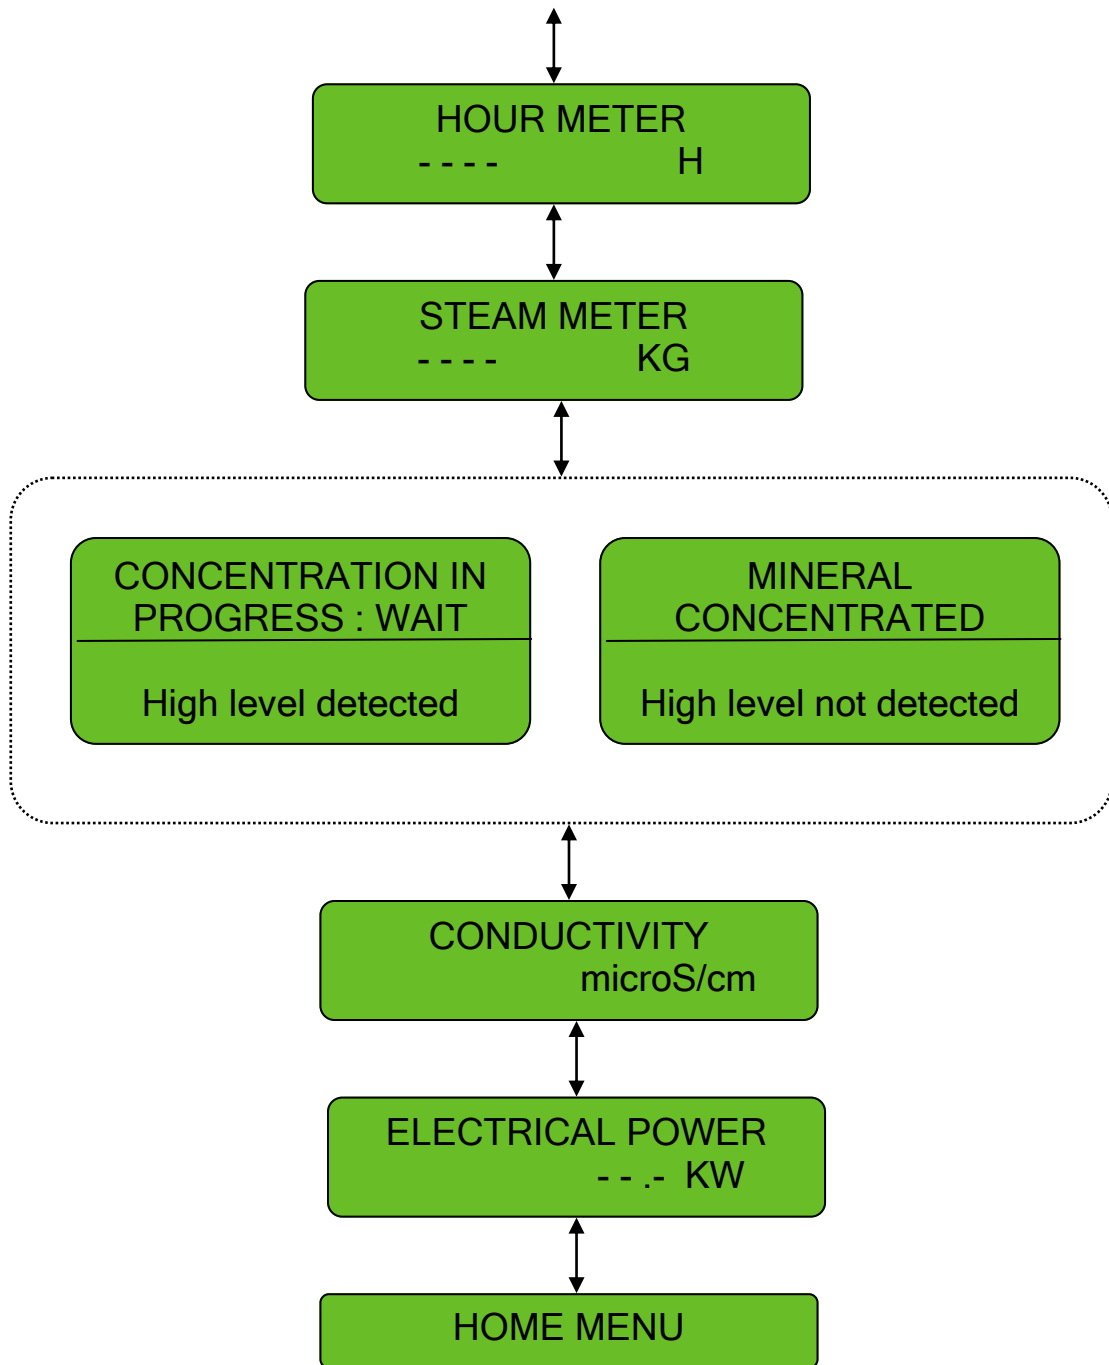 HOUR METER
- - - - H
STEAM METER
- - - - KG
CONCENTRATION IN
PROGRESS : WAIT
High level detected
MINERAL
CONCENTRATED
High level not detected
CONDUCTIVITY
microS/cm
ELECTRICAL POWER
- - .- KW
HOME MENU